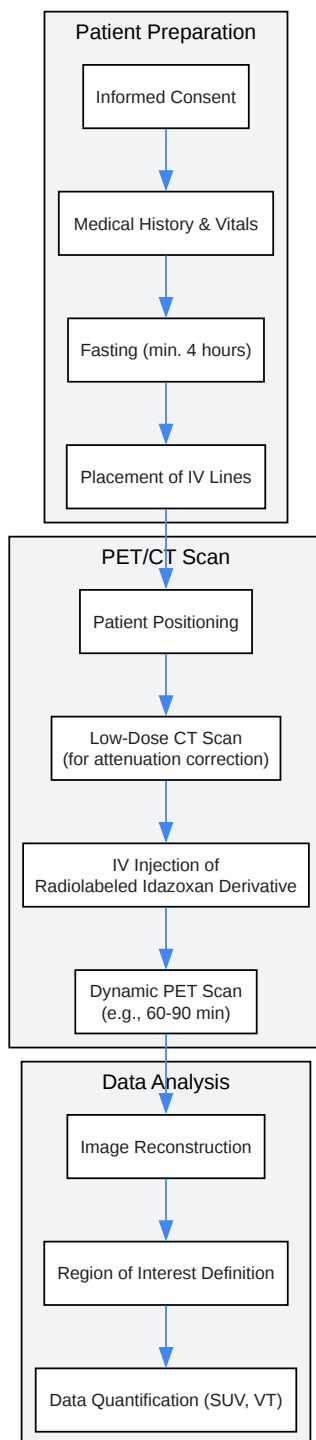 Patient Preparation
Informed Consent
Medical History & Vitals
Fasting (min. 4 hours)
Placement of IV Lines
PET/CT Scan
Patient Positioning
Low-Dose CT Scan
(for attenuation correction)
IV Injection of
Radiolabeled Idazoxan Derivative
Dynamic PET Scan
(e.g., 60-90 min)
Data Analysis
Image Reconstruction
Region of Interest Definition
Data Quantification (SUV, VT)